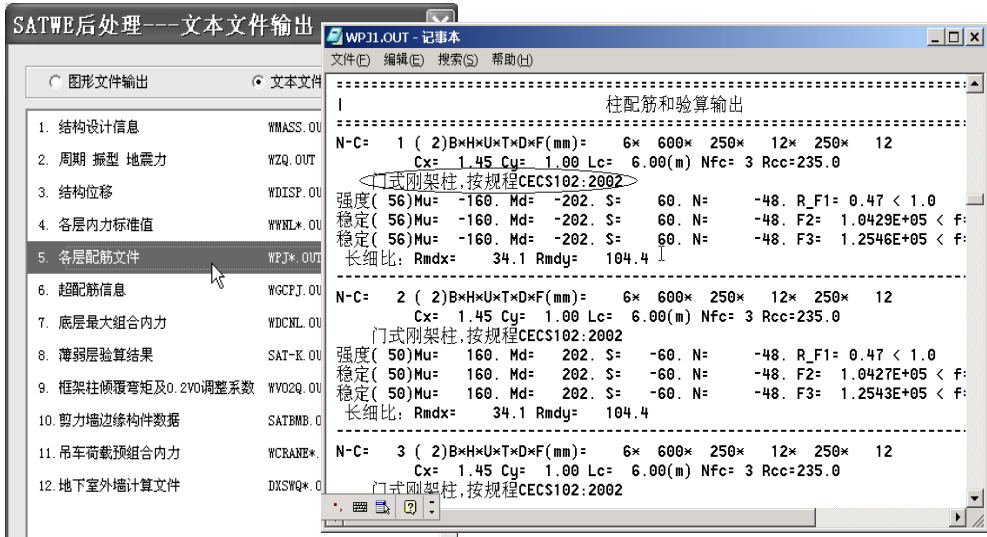 SATWE后处理---文本文件输出
图形文件输出
文本文件
1. 结构设计信息 WMASS.OU
2. 周期 振型 地震力 WZQ.OUT
3. 结构位移 WDISP.OU
4. 各层内力标准值 WWNL*.OU
5. 各层配筋文件 WPJ*.OUT
6. 超配筋信息 WGCPJ.OU
7. 底层最大组合内力 WDCNL.OU
8. 薄弱层验算结果 SAT-K.OU
9. 框架柱倾覆弯矩及0.2V0调整系数 WV02Q.OU
10.剪力墙边缘构件数据 SATBMB.O
11.吊车荷载预组合内力 WCRANE*.
12.地下室外墙计算文件 DXSWQ*.O
WPJ1.OUT - 记事本
文件(F) 编辑(E) 搜索(S) 帮助(H)
柱配筋和验算输出
N-C= 1 ( 2)B*H*U*T*D*F(mm)= 6* 600* 250* 12* 250* 12
Cx= 1.45 Cy= 1.00 Lc= 6.00(m) Nfc= 3 Rcc=235.0
门式刚架柱,按规程CECS102:2002
强度( 56)Mu= -160. Md= -202. S= 60. N= -48. R_F1= 0.47 < 1.0
稳定( 56)Mu= -160. Md= -202. S= 60. N= -48. F2= 1.0429E+05 < f=
稳定( 56)Mu= -160. Md= -202. S= 60. N= -48. F3= 1.2546E+05 < f=
长细比: Rmdx= 34.1 Rmdy= 104.4
N-C= 2 ( 2)B*H*U*T*D*F(mm)= 6* 600* 250* 12* 250* 12
Cx= 1.45 Cy= 1.00 Lc= 6.00(m) Nfc= 3 Rcc=235.0
门式刚架柱,按规程CECS102:2002
强度( 50)Mu= 160. Md= 202. S= -60. N= -48. R_F1= 0.47 < 1.0
稳定( 50)Mu= 160. Md= 202. S= -60. N= -48. F2= 1.0427E+05 < f=
稳定( 50)Mu= 160. Md= 202. S= -60. N= -48. F3= 1.2543E+05 < f=
长细比: Rmdx= 34.1 Rmdy= 104.4
N-C= 3 ( 2)B*H*U*T*D*F(mm)= 6* 600* 250* 12* 250* 12
Cx= 1.45 Cy= 1.00 Lc= 6.00(m) Nfc= 3 Rcc=235.0
门式刚架柱,按规程CECS102:2002